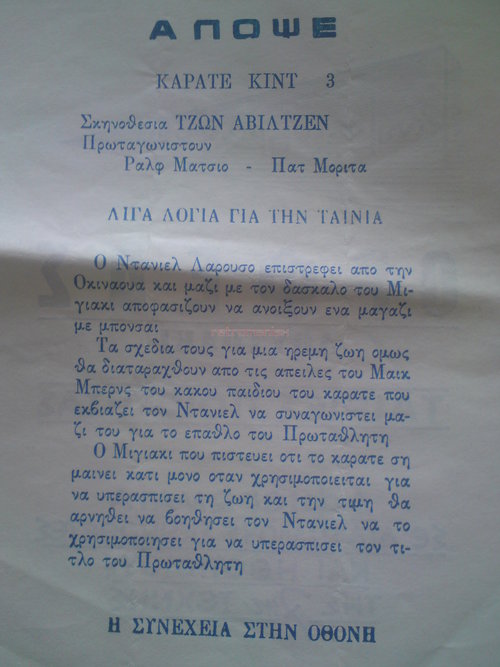 ΑΠΟΨΕ
ΚΑΡΑΤΕ ΚΙΝΤ 3
Σκηνοθεσια ΤΖΩΝ ΑΒΙΛΤΖΕΝ
Πρωταγωνιστουν
Ραλφ Ματσιο - Πατ Μοριτα
ΛΙΓΑ ΛΟΓΙΑ ΓΙΑ ΤΗΝ ΤΑΙΝΙΑ
Ο Ντανιελ Λαρουσο επιστρεφει απο την
Οκιναουα και μαζι με τον δασκαλο του Μι-
γιακι αποφασιζουν να ανοιξουν ενα μαγαζι
με μπονσαι
Τα σχεδια τους για μια ηρεμη ζωη ομως
θα διαταραχθουν απο τις απειλες του Μαικ
Μπερνς του κακου παιδιου του καρατε που
εκβιαζει τον Ντανιελ να συναγωνιστει μα-
ζι του για το επαθλο του Πρωταθλητη
Ο Μιγιακι που πιστευει οτι το καρατε ση
μαινει κατι μονο οταν χρησιμοποιειται για
να υπερασπισει τη ζωη και την τιμη θα
αρνηθει να βοηθησει τον Ντανιελ να το
χρησιμοποιησει για να υπερασπισει τον τι-
τλο του Πρωταθλητη
Η ΣΥΝΕΧΕΙΑ ΣΤΗΝ ΟΘΟΝΗ